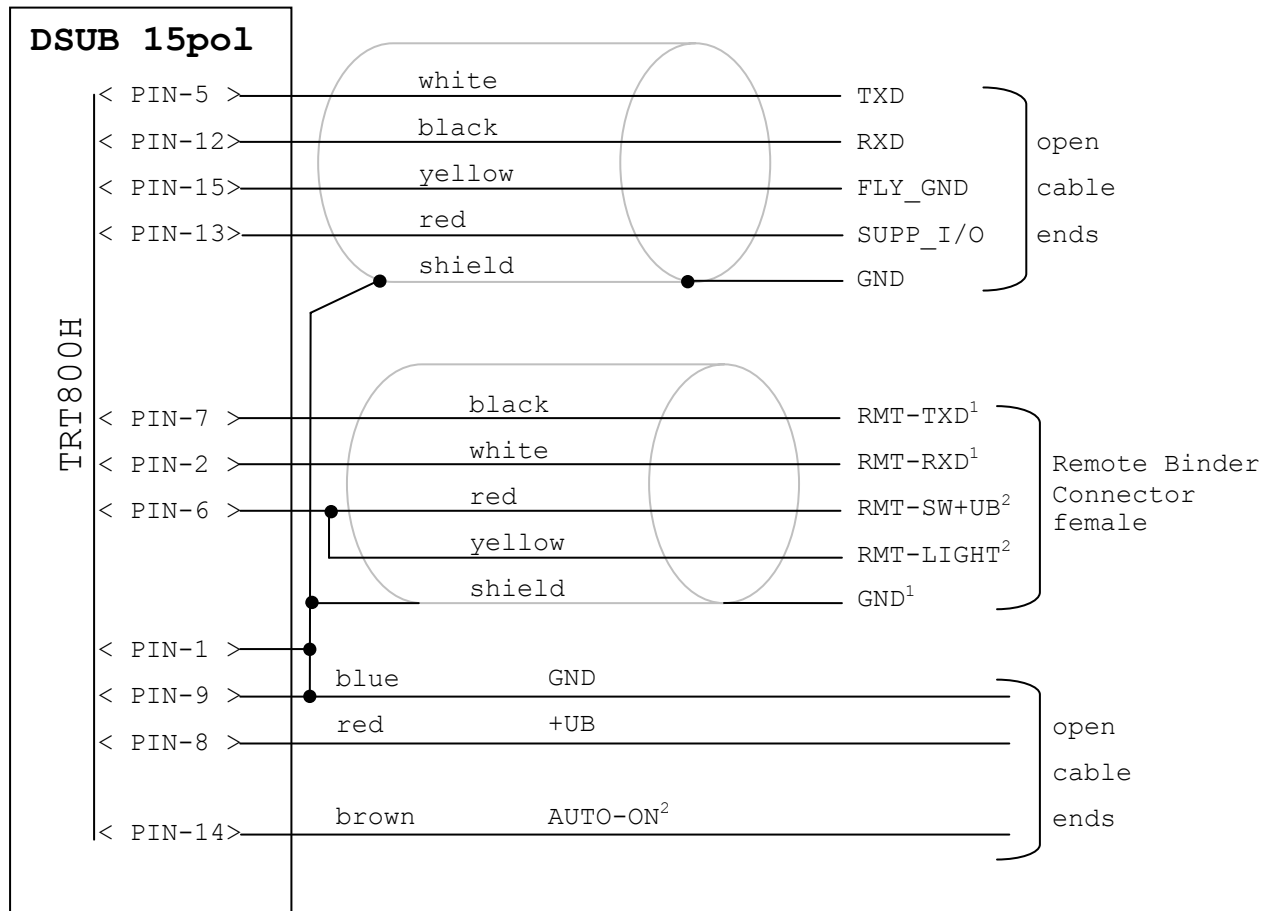 DSUB 15pol
TRT800H
< PIN-5 > white TXD
< PIN-12> black RXD
< PIN-15> yellow FLY_GND
< PIN-13> red SUPP_I/O
shield GND
open
cable
ends
< PIN-7 > black RMT-TXD¹
< PIN-2 > white RMT-RXD¹
< PIN-6 > red RMT-SW+UB²
yellow RMT-LIGHT²
shield GND¹
Remote Binder
Connector
female
< PIN-1 >
< PIN-9 > blue GND
< PIN-8 > red +UB
< PIN-14> brown AUTO-ON²
open
cable
ends